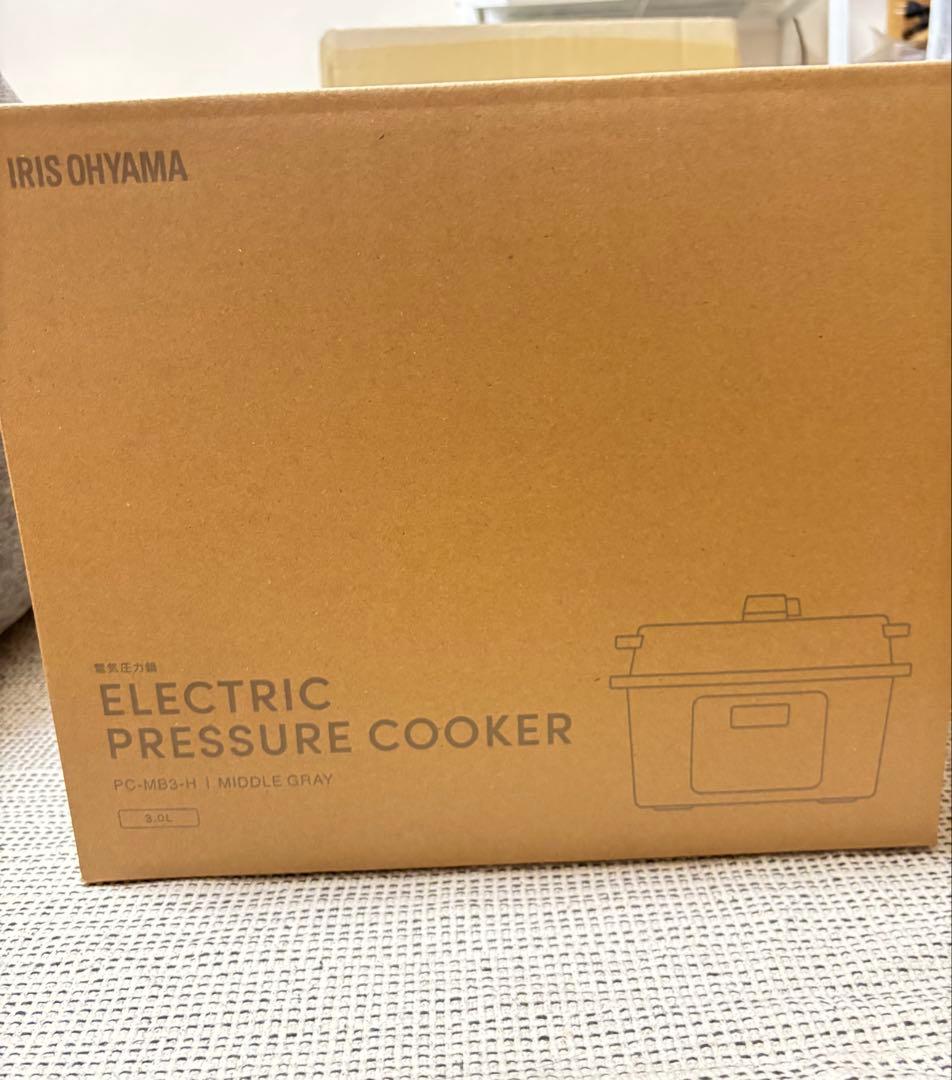 IRIS OHYAMA
電気圧力鍋
ELECTRIC
PRESSURE COOKER
PC-MB3-H | MIDDLE GRAY
3.0L